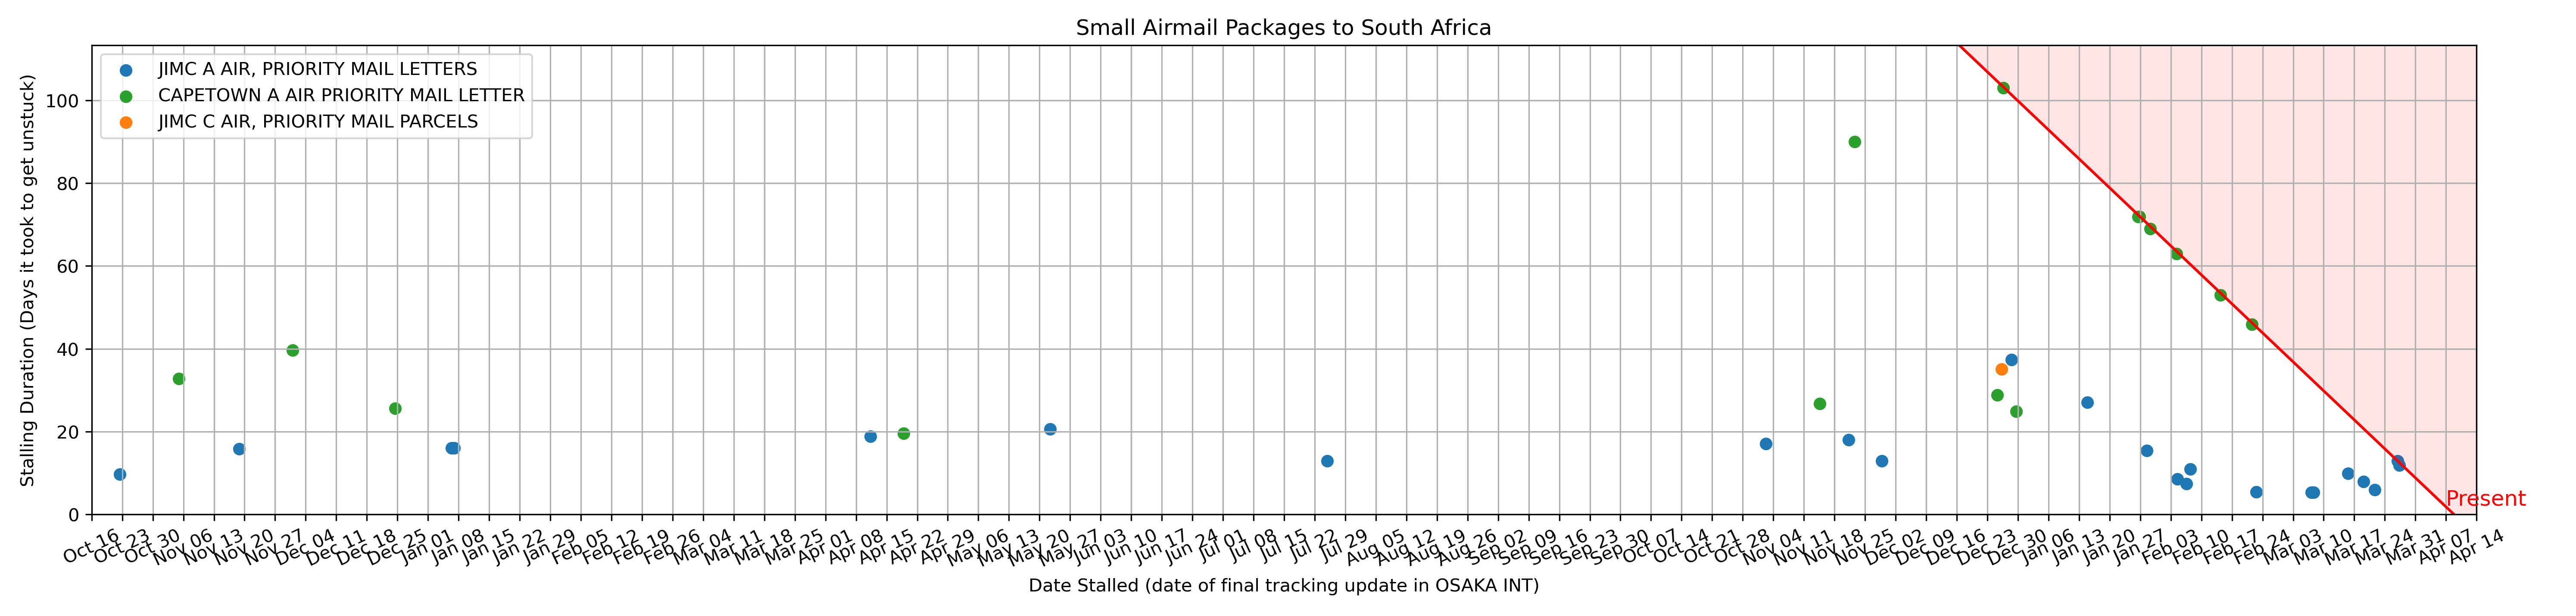 Small Airmail Packages to South Africa
JIMC A AIR, PRIORITY MAIL LETTERS
CAPETOWN A AIR PRIORITY MAIL LETTER
JIMC C AIR, PRIORITY MAIL PARCELS
Stalling Duration (Days it took to get unstuck)
100
80
60
40
20
0
Present
Oct 16
Oct 23
Oct 30
Nov 06
Nov 13
Nov 20
Nov 27
Dec 04
Dec 11
Dec 18
Dec 25
Jan 01
Jan 08
Jan 15
Jan 22
Jan 29
Feb 05
Feb 12
Feb 19
Feb 26
Mar 04
Mar 11
Mar 18
Mar 25
Apr 01
Apr 08
Apr 15
Apr 22
Apr 29
May 06
May 13
May 20
May 27
Jun 03
Jun 10
Jun 17
Jun 24
Jul 01
Jul 08
Jul 15
Jul 22
Jul 29
Aug 05
Aug 12
Aug 19
Aug 26
Sep 02
Sep 09
Sep 16
Sep 23
Sep 30
Oct 07
Oct 14
Oct 21
Oct 28
Nov 04
Nov 11
Nov 18
Nov 25
Dec 02
Dec 09
Dec 16
Dec 23
Dec 30
Jan 06
Jan 13
Jan 20
Jan 27
Feb 03
Feb 10
Feb 17
Feb 24
Mar 03
Mar 10
Mar 17
Mar 24
Mar 31
Apr 07
Apr 14
Date Stalled (date of final tracking update in OSAKA INT)